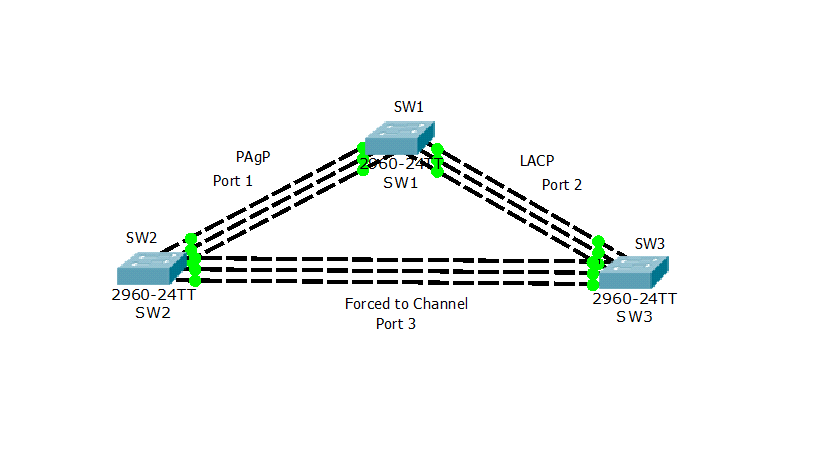 SW1
2960-24TT
SW1
PAgP
Port 1
LACP
Port 2
SW2
2960-24TT
SW2
SW3
2960-24TT
SW3
Forced to Channel
Port 3